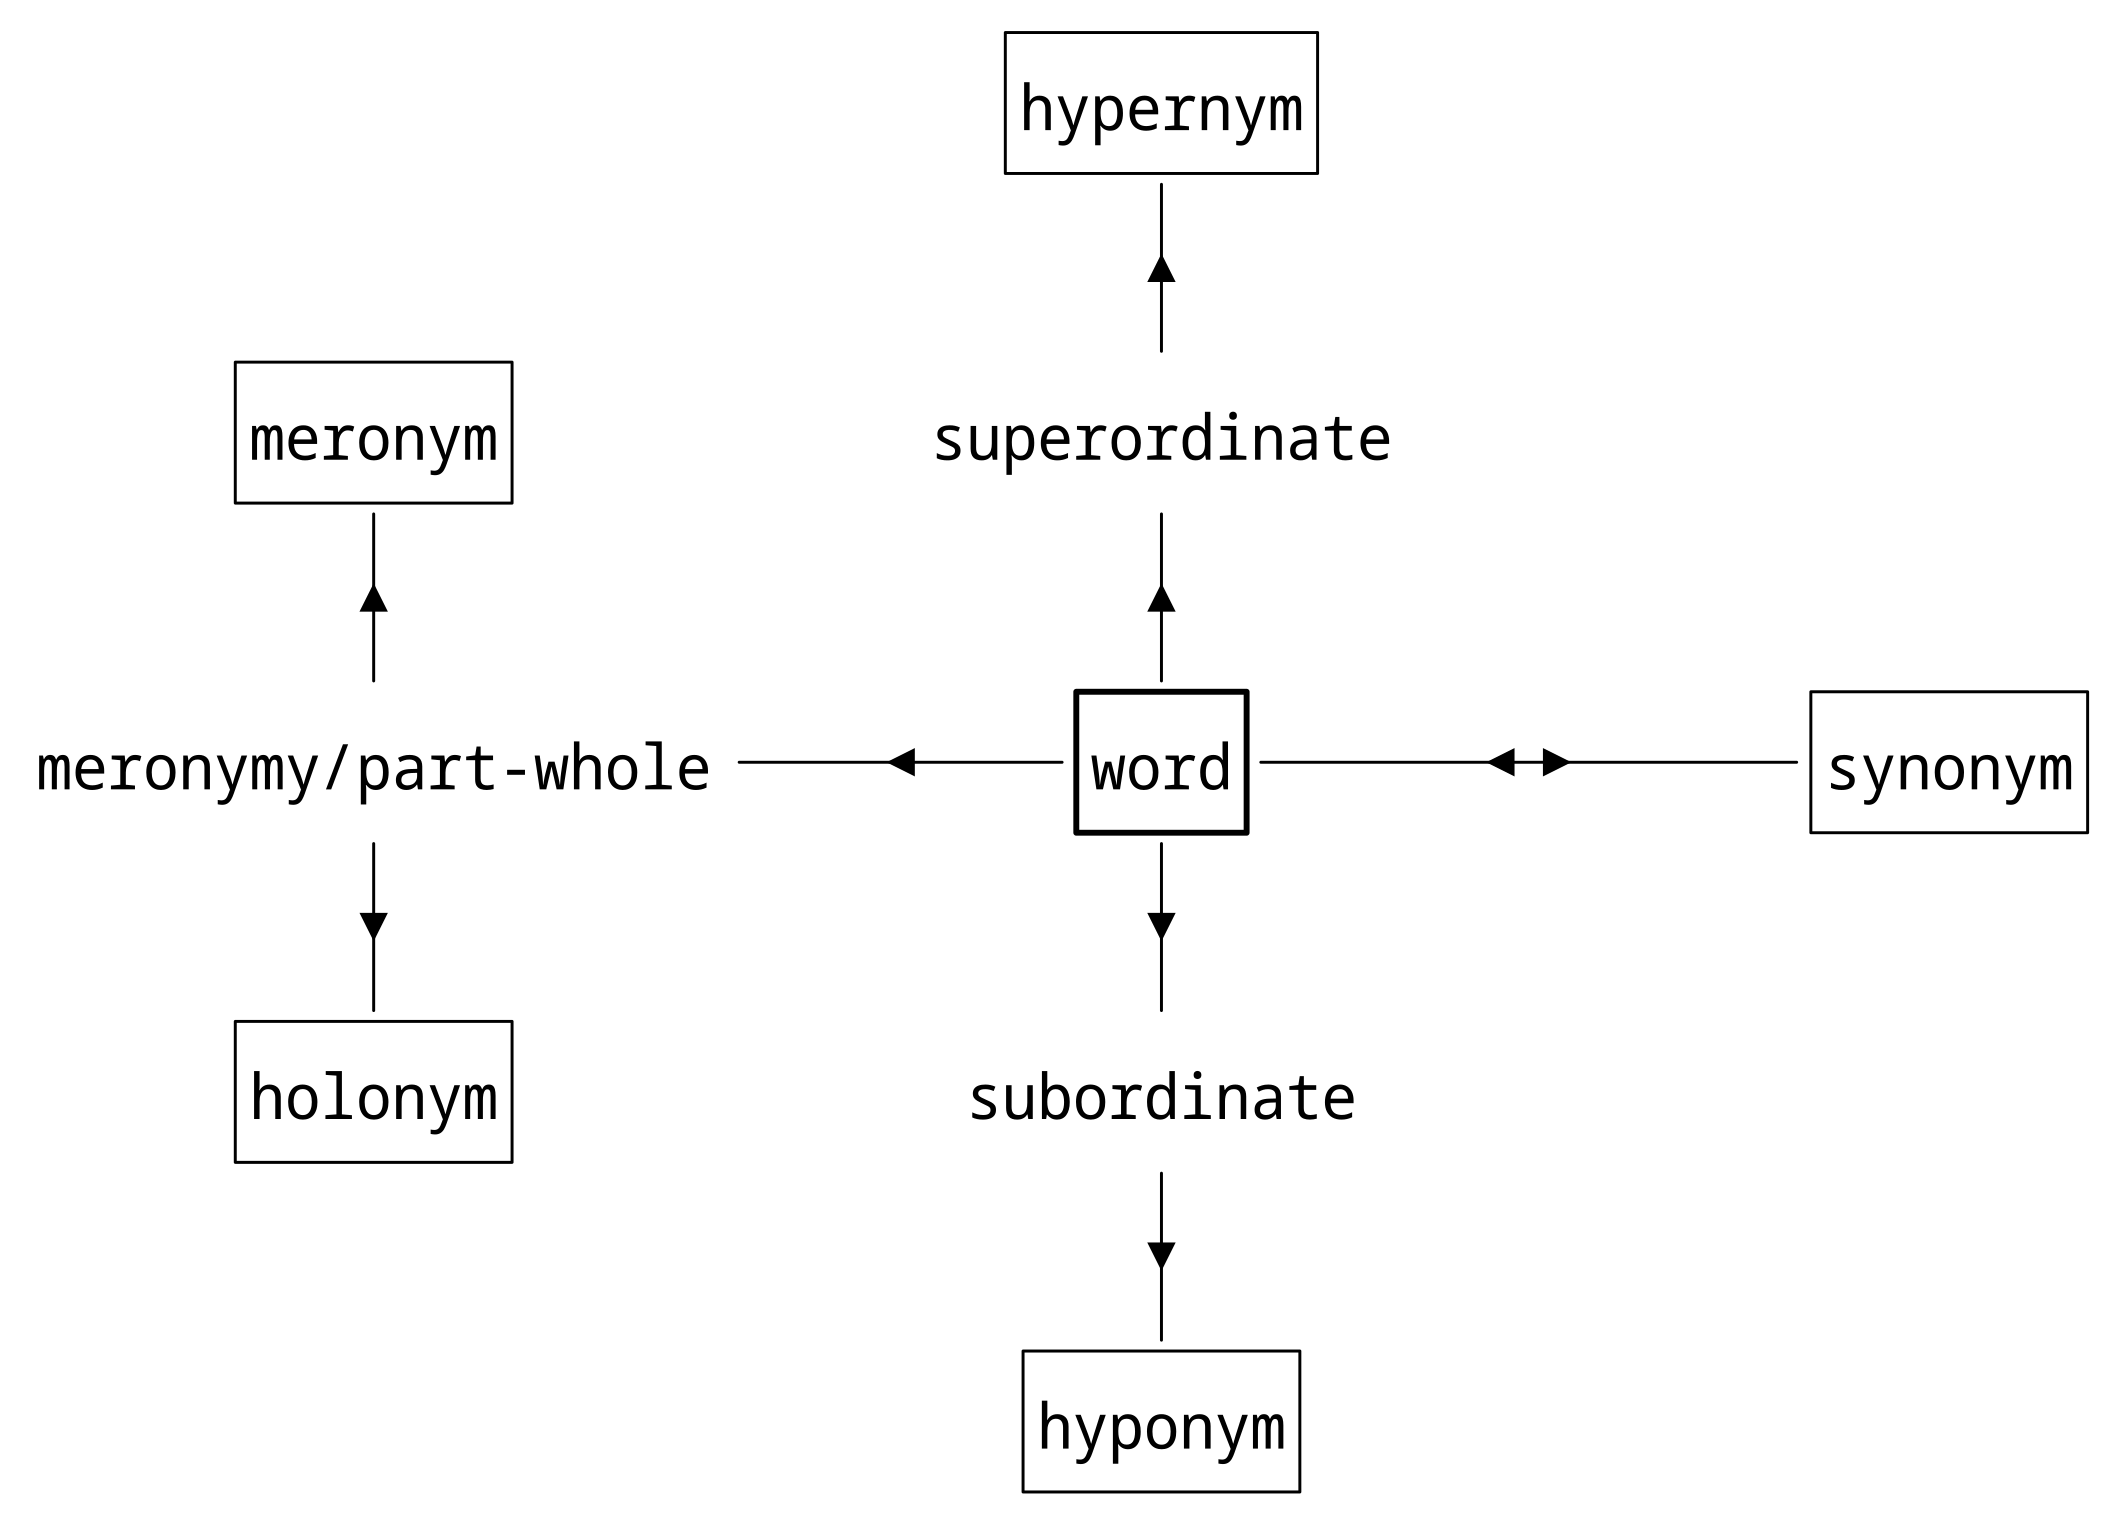 hypernym
meronym
superordinate
meronymy/part-whole
word
synonym
holonym
subordinate
hyponym